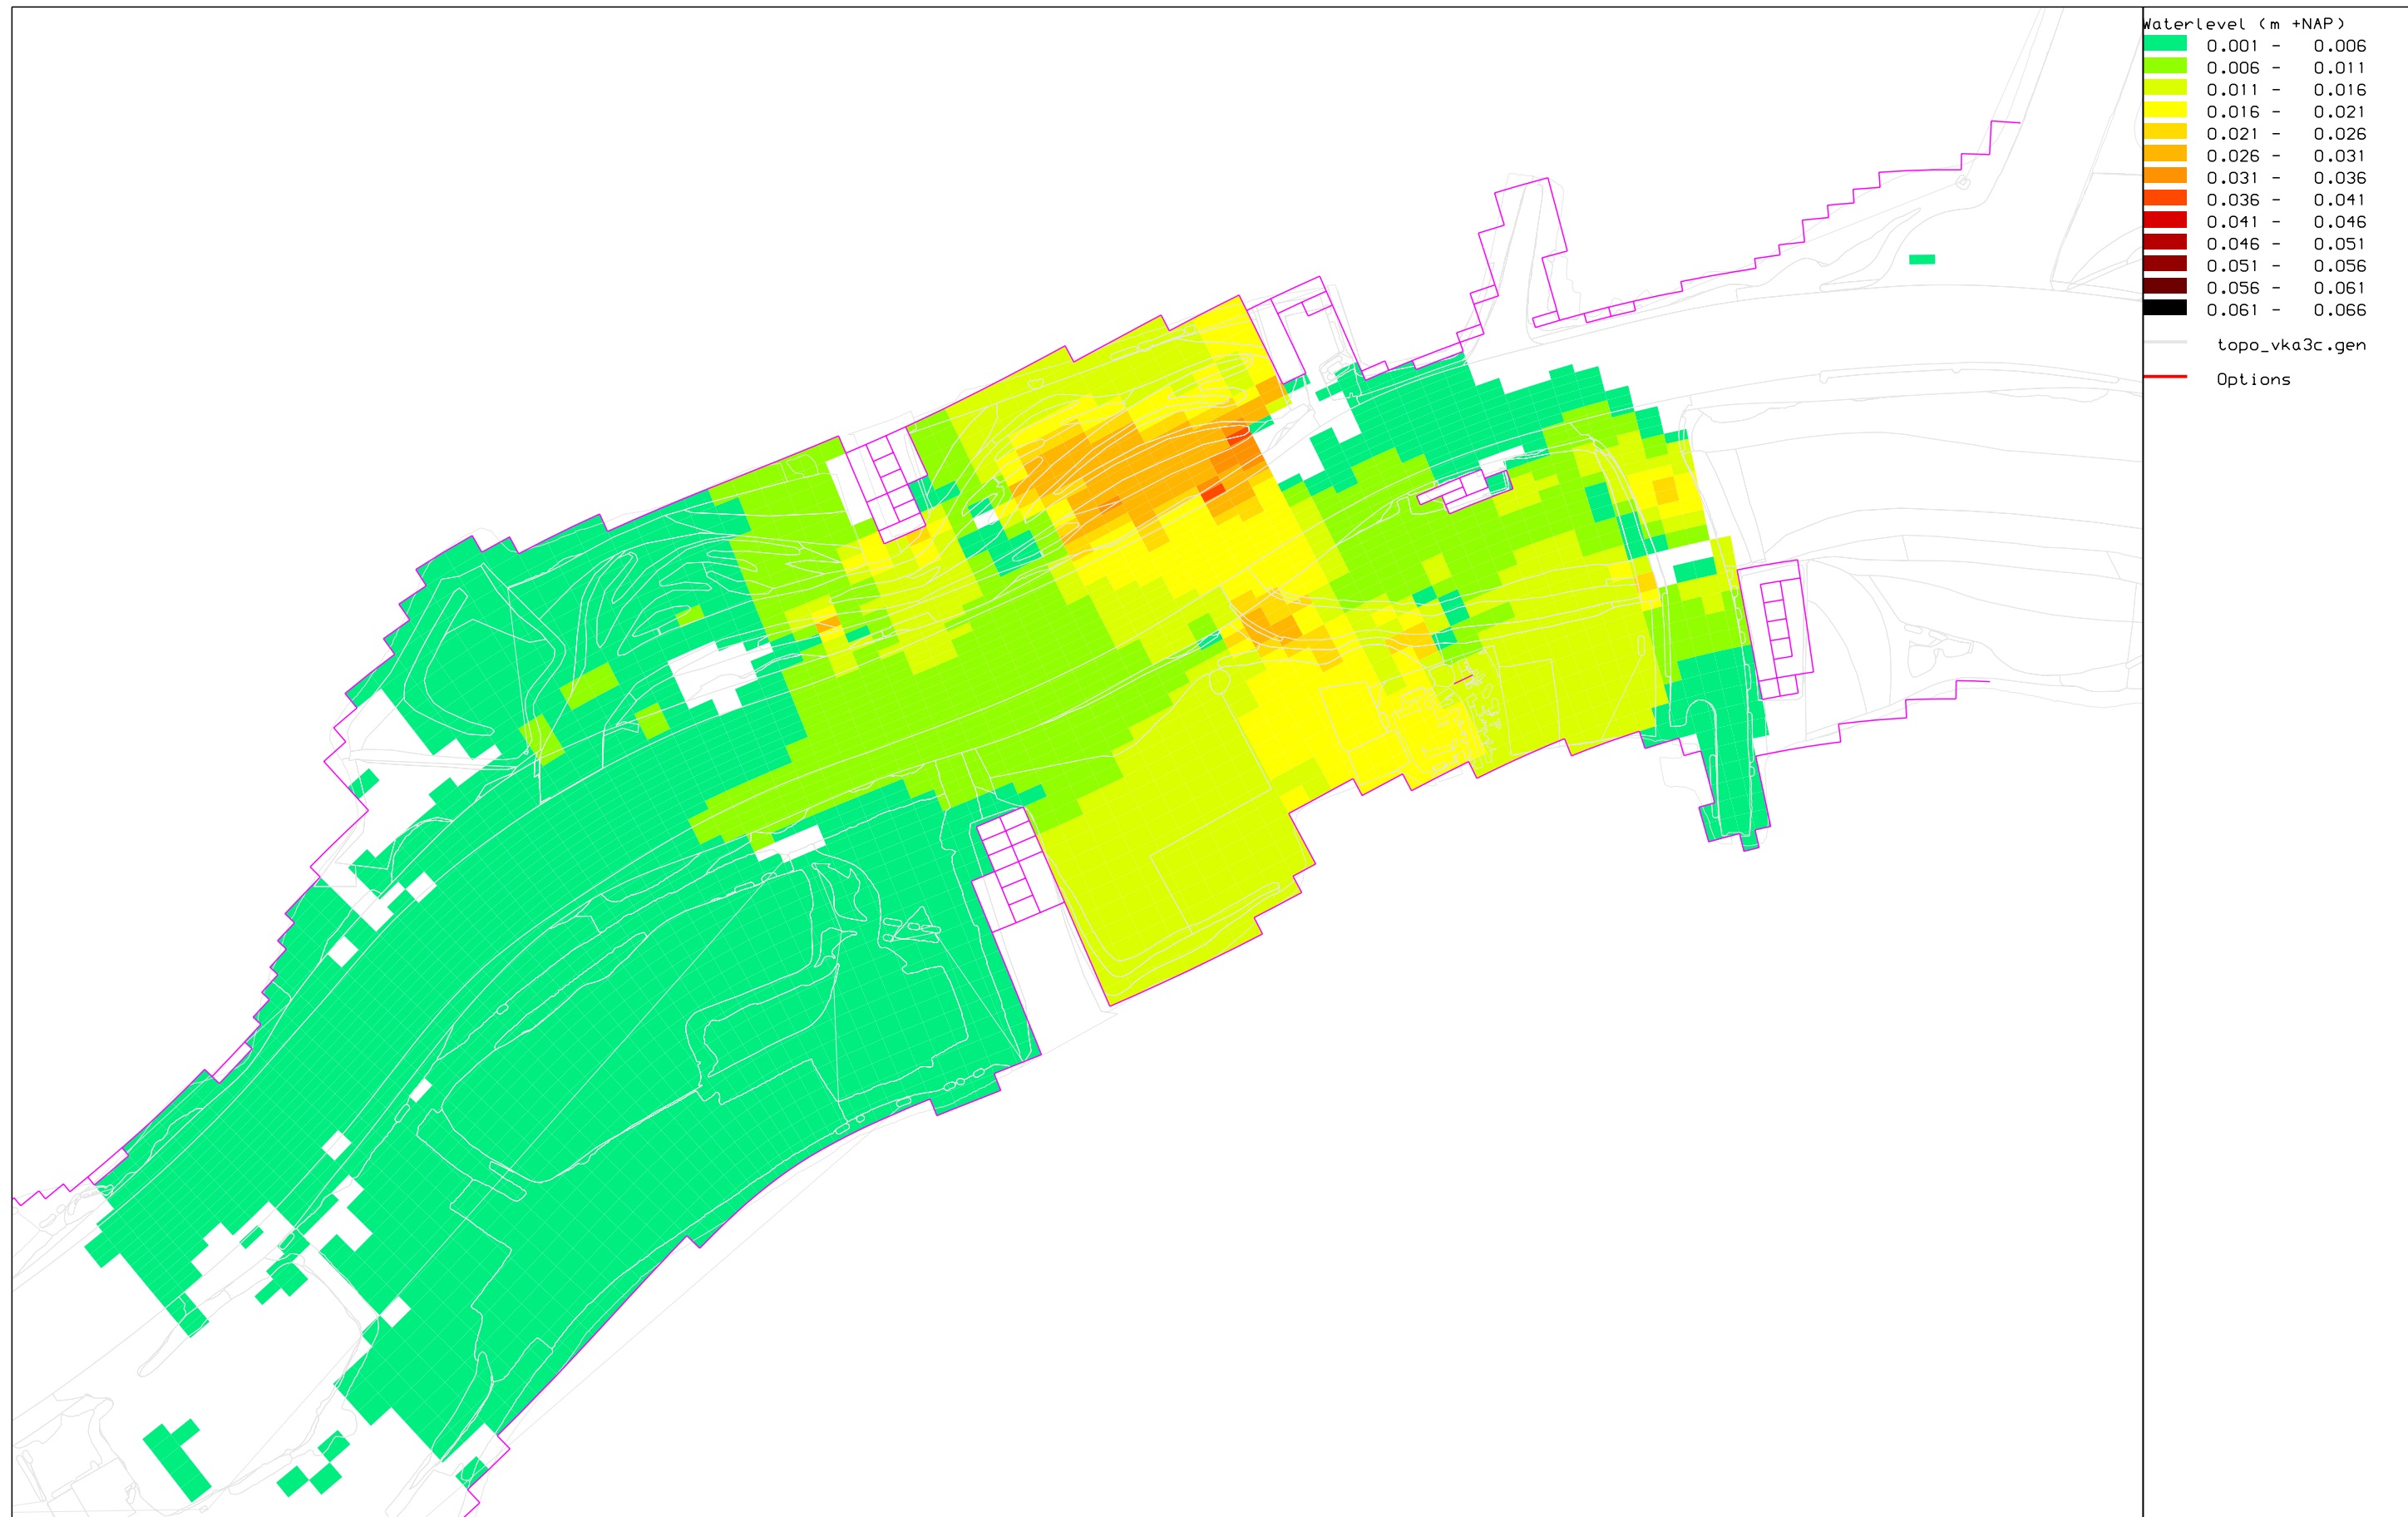 Waterlevel (m +NAP)
0.001 - 0.006
0.006 - 0.011
0.011 - 0.016
0.016 - 0.021
0.021 - 0.026
0.026 - 0.031
0.031 - 0.036
0.036 - 0.041
0.041 - 0.046
0.046 - 0.051
0.051 - 0.056
0.056 - 0.061
0.061 - 0.066
topo_vka3c.gen
Options